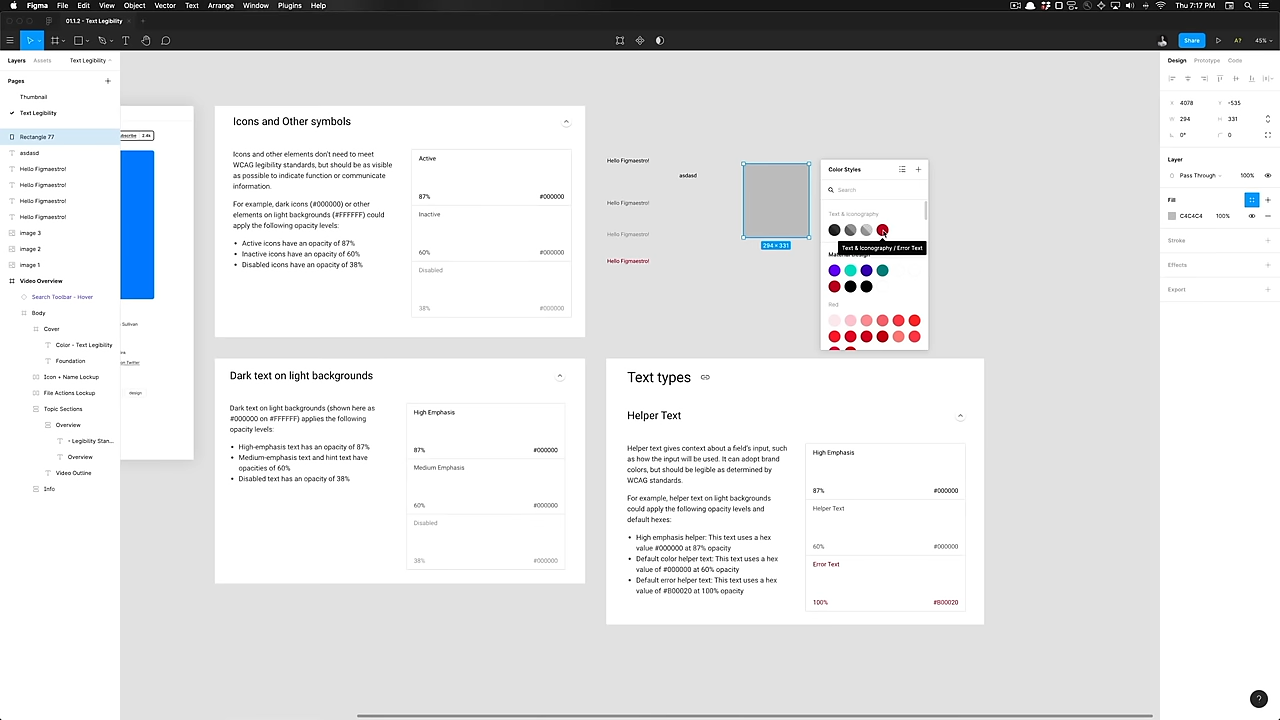 Figma File Edit View Object Vector Text Arrange Window Plugins Help
Thu 7:17 PM
01.1.2 - Text Legibility
Share
A?
45%
Layers Assets Text Legibility
Pages
Thumbnail
Text Legibility
Rectangle 77
asdasd
Hello Figmaestro!
Hello Figmaestro!
Hello Figmaestro!
Hello Figmaestro!
image 3
image 2
image 1
Video Overview
Search Toolbar - Hover
Body
Cover
Color - Text Legibility
Foundation
Icon + Name Lockup
File Actions Lockup
Topic Sections
Overview
- Legibility Stan...
Overview
Video Outline
Info
2.4k
Sullivan
design
Icons and Other symbols
Icons and other elements don't need to meet
WCAG legibility standards, but should be as visible
as possible to indicate function or communicate
information.
For example, dark icons (#000000) or other
elements on light backgrounds (#FFFFFF) could
apply the following opacity levels:
• Active icons have an opacity of 87%
• Inactive icons have an opacity of 60%
• Disabled icons have an opacity of 38%
Active
87% #000000
Inactive
60% #000000
Disabled
38% #000000
Hello Figmaestro!
asdasd
Hello Figmaestro!
Hello Figmaestro!
Hello Figmaestro!
294 × 331
Color Styles
Search
Text & Iconography
Text & Iconography / Error Text
Red
Dark text on light backgrounds
Dark text on light backgrounds (shown here as
#000000 on #FFFFFF) applies the following
opacity levels:
• High-emphasis text has an opacity of 87%
• Medium-emphasis text and hint text have
opacities of 60%
• Disabled text has an opacity of 38%
High Emphasis
87% #000000
Medium Emphasis
60% #000000
Disabled
38% #000000
Text types
Helper Text
Helper text gives context about a field's input, such
as how the input will be used. It can adopt brand
colors, but should be legible as determined by
WCAG standards.
For example, helper text on light backgrounds
could apply the following opacity levels and
default hexes:
• High emphasis helper: This text uses a hex
value #000000 at 87% opacity
• Default color helper text: This text uses a hex
value of #000000 at 60% opacity
• Default error helper text: This text uses a hex
value of #B00020 at 100% opacity
High Emphasis
87% #000000
Helper Text
60% #000000
Error Text
100% #B00020
Design Prototype Code
X 4078 Y -535
W 294 H 331
0° 0
Layer
Pass Through 100%
Fill
C4C4C4 100%
Stroke
Effects
Export
?